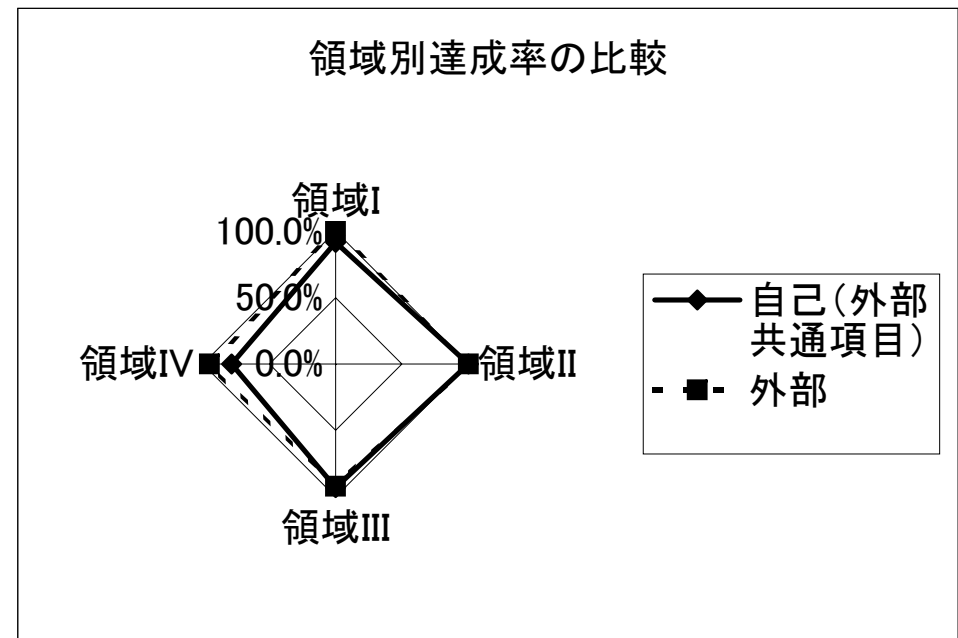 領域別達成率の比較
領域I
100.0%
50.0%
領域IV
0.0%
領域II
領域III
自己(外部
共通項目)
外部